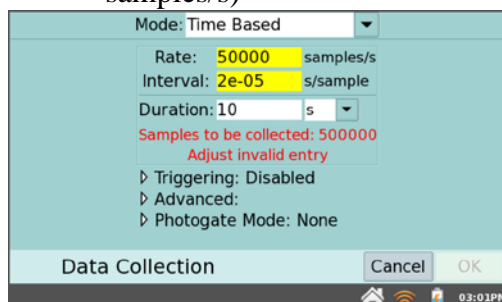 samples/s)
Mode: Time Based
Rate: 50000 samples/s
Interval: 2e-05 s/sample
Duration: 10 s
Samples to be collected: 500000
Adjust invalid entry
Triggering: Disabled
Advanced:
Photogate Mode: None
Data Collection Cancel OK
03:01PM